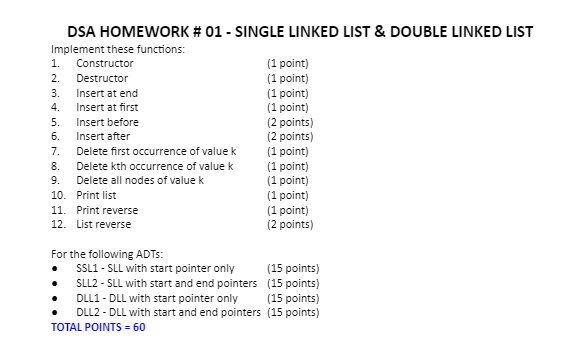 DSA HOMEWORK # 01 - SINGLE LINKED LIST & DOUBLE LINKED LIST
Implement these functions:
1. Constructor (1 point)
2. Destructor (1 point)
3. Insert at end (1 point)
4. Insert at first (1 point)
5. Insert before (2 points)
6. Insert after (2 points)
7. Delete first occurrence of value k (1 point)
8. Delete kth occurrence of value k (1 point)
9. Delete all nodes of value k (1 point)
10. Print list (1 point)
11. Print reverse (1 point)
12. List reverse (2 points)
For the following ADTs:
● SSL1 - SLL with start pointer only (15 points)
● SLL2 - SLL with start and end pointers (15 points)
● DLL1 - DLL with start pointer only (15 points)
● DLL2 - DLL with start and end pointers (15 points)
TOTAL POINTS = 60